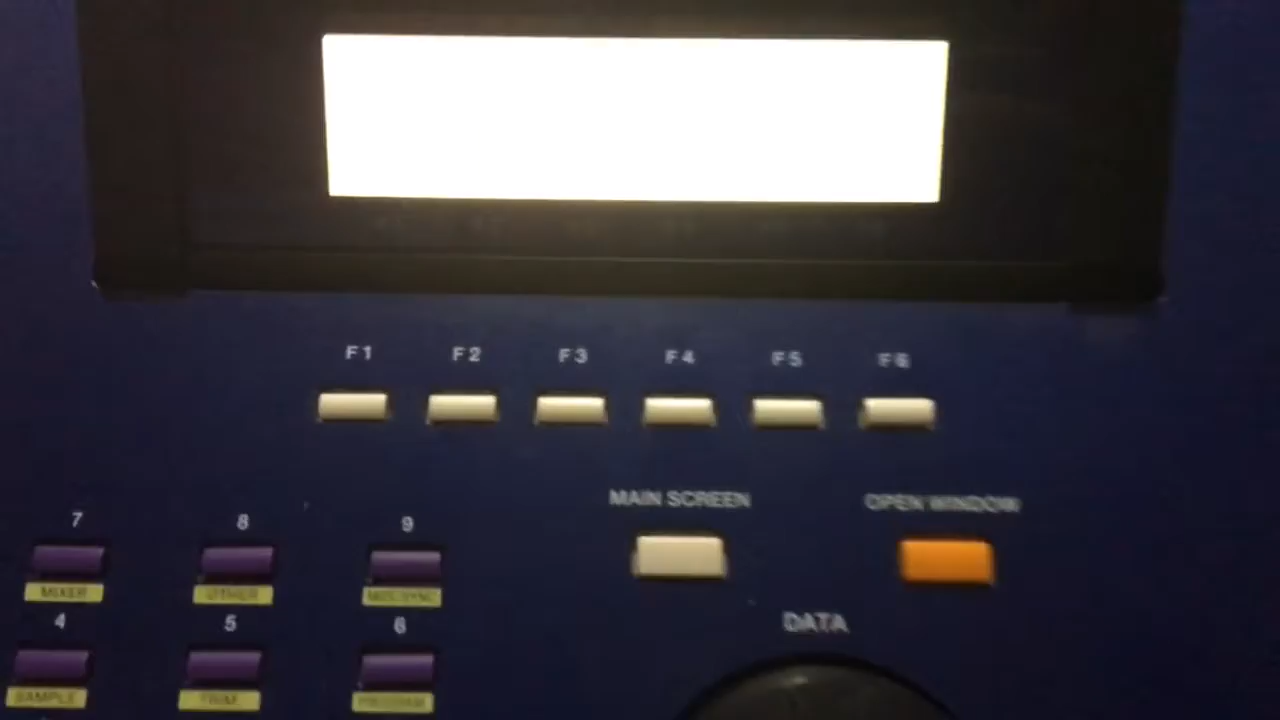 F1 F2 F3 F4 F5 F6
MAIN SCREEN OPEN WINDOW
7 8 9
MIXER OTHER MIDI/SYNC
DATA
4 5 6
SAMPLE TRIM PROGRAM